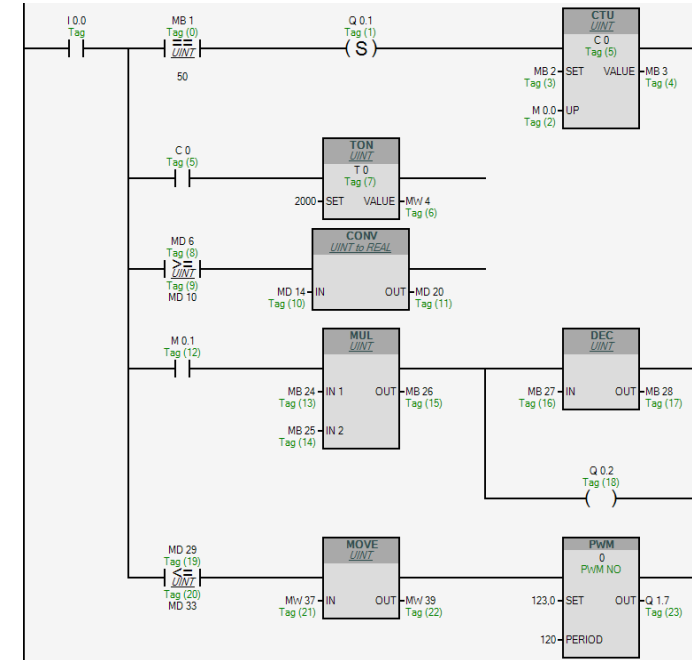 I 0.0
Tag
MB 1
Tag (0)
==
UINT
50
Q 0.1
Tag (1)
(S)
CTU
UINT
C 0
Tag (5)
MB 2 SET VALUE MB 3
Tag (3) Tag (4)
M 0.0 UP
Tag (2)
C 0
Tag (5)
TON
UINT
T 0
Tag (7)
2000 SET VALUE MW 4
Tag (6)
MD 6
Tag (8)
>=
UINT
Tag (9)
MD 10
CONV
UINT to REAL
MD 14 IN OUT MD 20
Tag (10) Tag (11)
M 0.1
Tag (12)
MUL
UINT
MB 24 IN 1 OUT MB 26
Tag (13) Tag (15)
MB 25 IN 2
Tag (14)
DEC
UINT
MB 27 IN OUT MB 28
Tag (16) Tag (17)
Q 0.2
Tag (18)
( )
MD 29
Tag (19)
<=
UINT
Tag (20)
MD 33
MOVE
UINT
MW 37 IN OUT MW 39
Tag (21) Tag (22)
PWM
0
PWM NO
123,0 SET OUT Q 1.7
Tag (23)
120 PERIOD